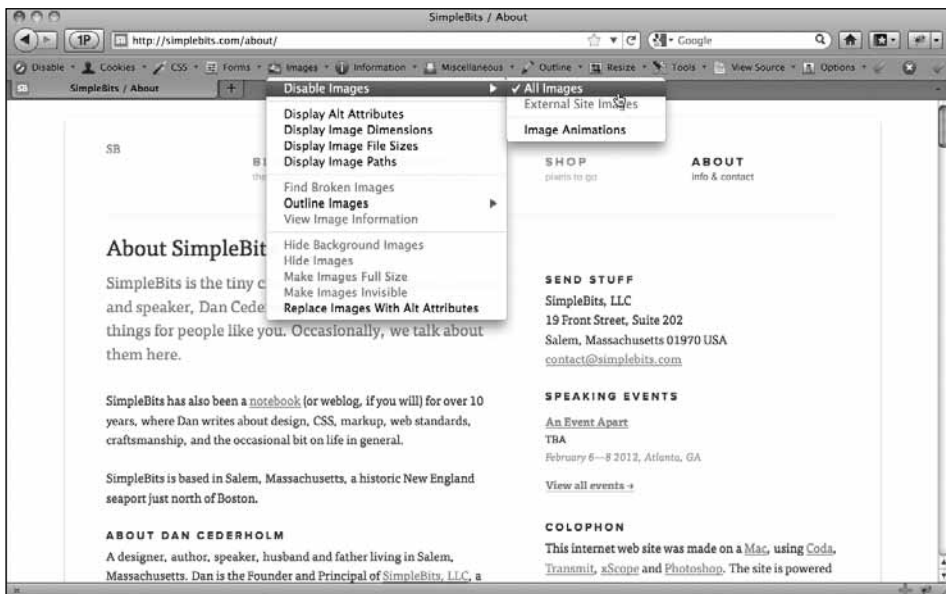 SimpleBits / About
1P http://simplebits.com/about/ Google
Disable Cookies CSS Forms Images Information Miscellaneous Outline Resize Tools View Source Options
SimpleBits / About +
Disable Images
✓ All Images
External Site Images
Image Animations
Display Alt Attributes
Display Image Dimensions
Display Image File Sizes
Display Image Paths
Find Broken Images
Outline Images
View Image Information
Hide Background Images
Hide Images
Make Images Full Size
Make Images Invisible
Replace Images With Alt Attributes
SB
SHOP
pixels to go
ABOUT
info & contact
About SimpleBit
SimpleBits is the tiny c
and speaker, Dan Cede
things for people like you. Occasionally, we talk about
them here.
SimpleBits has also been a notebook (or weblog, if you will) for over 10
years, where Dan writes about design, CSS, markup, web standards,
craftsmanship, and the occasional bit on life in general.
SimpleBits is based in Salem, Massachusetts, a historic New England
seaport just north of Boston.
ABOUT DAN CEDERHOLM
A designer, author, speaker, husband and father living in Salem,
Massachusetts. Dan is the Founder and Principal of SimpleBits, LLC, a
SEND STUFF
SimpleBits, LLC
19 Front Street, Suite 202
Salem, Massachusetts 01970 USA
contact@simplebits.com
SPEAKING EVENTS
An Event Apart
TBA
February 6—8 2012, Atlanta, GA
View all events →
COLOPHON
This internet web site was made on a Mac, using Coda,
Transmit, xScope and Photoshop. The site is powered